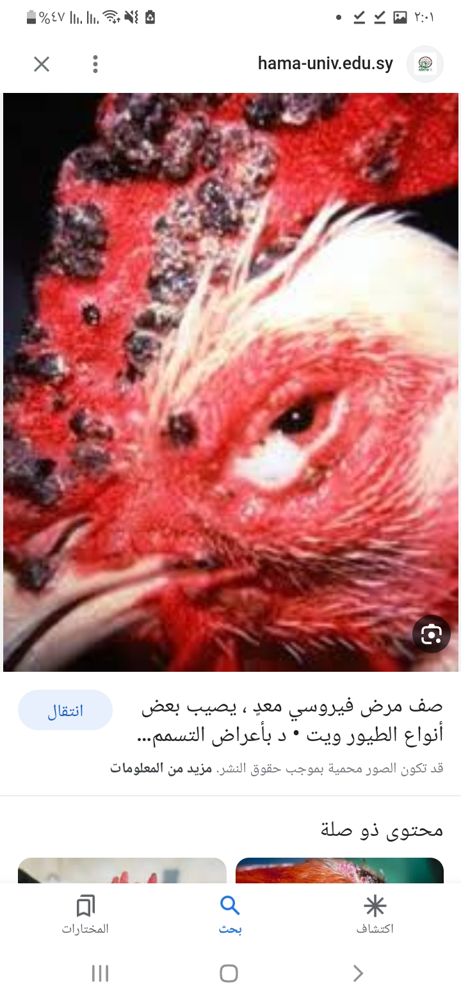 %٤٧ ٢:٠١
hama-univ.edu.sy
صف مرض فيروسي معدٍ ، يصيب بعض
أنواع الطيور ويت • د بأعراض التسمم...
انتقال
قد تكون الصور محمية بموجب حقوق النشر. مزيد من المعلومات
محتوى ذو صلة
اكتشاف
بحث
المختارات